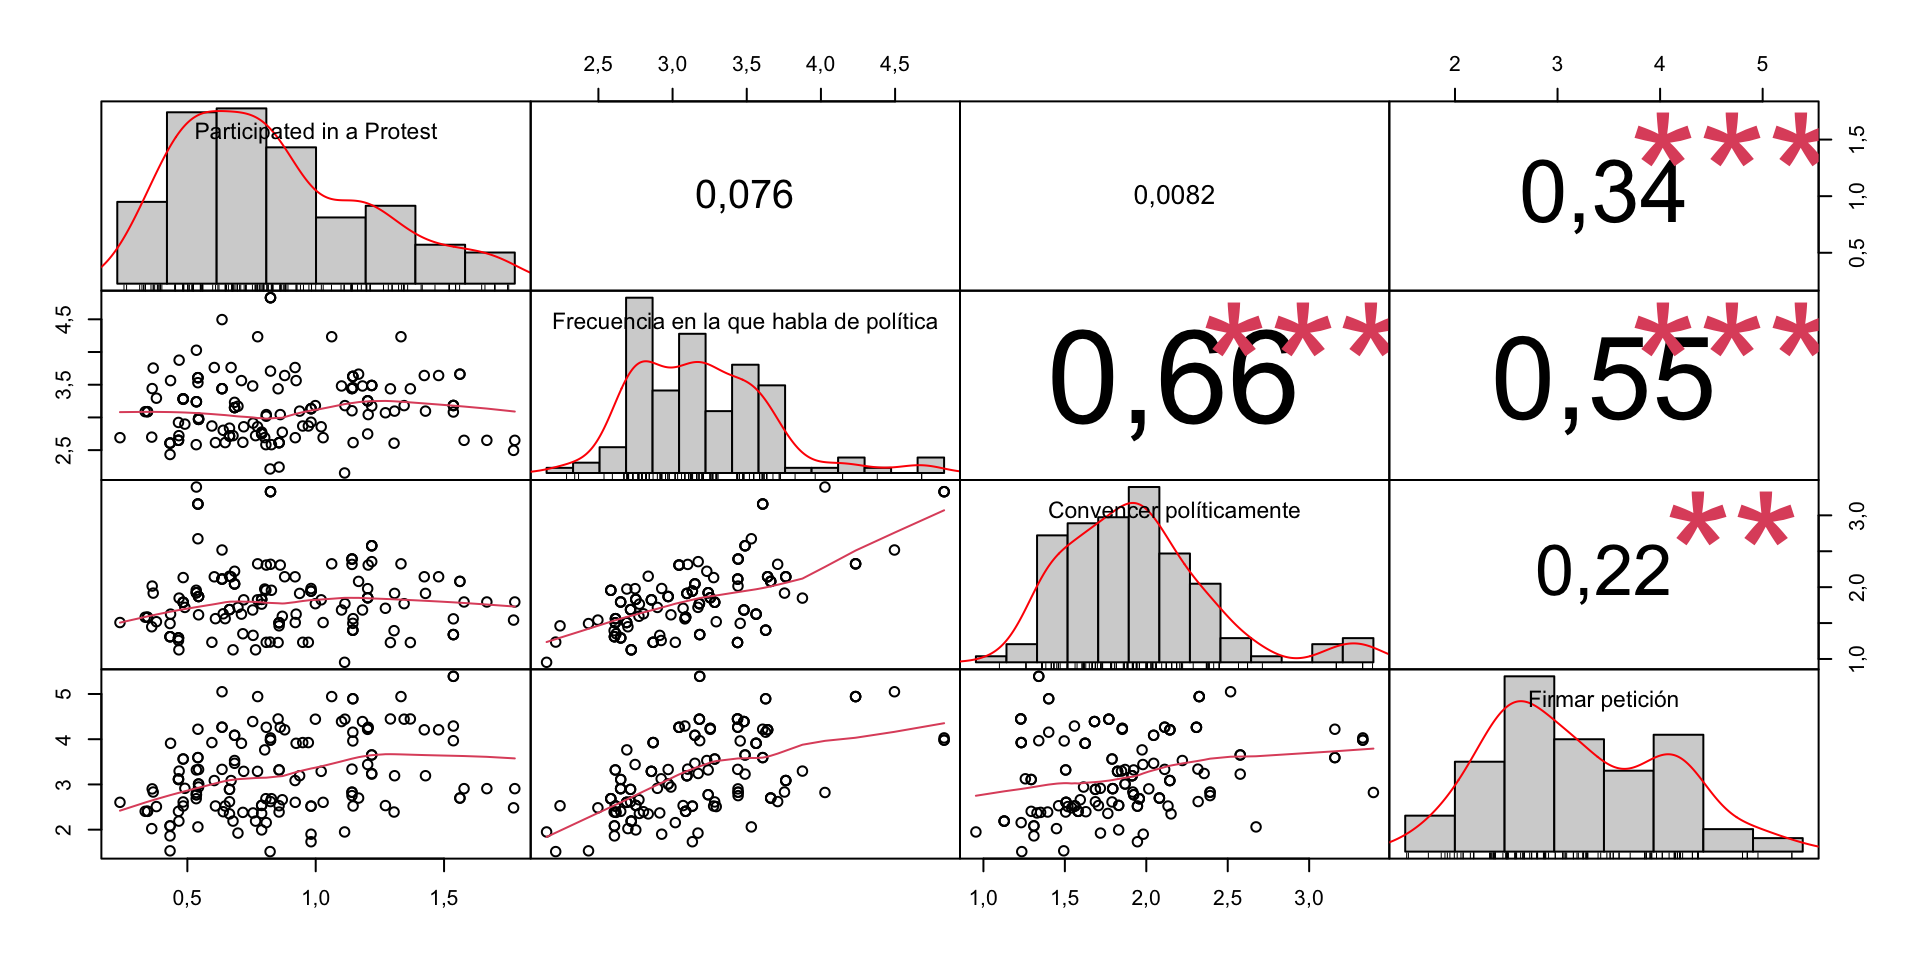 2,5 3,0 3,5 4,0 4,5 2 3 4 5
Participated in a Protest
0,076
0,0082
0,34 ***
0,5 1,0 1,5
2,5 3,5 4,5
Frecuencia en la que habla de política
0,66 ***
0,55 ***
Convencer políticamente
0,22 **
1,0 2,0 3,0
2 3 4 5
Firmar petición
0,5 1,0 1,5 1,0 1,5 2,0 2,5 3,0